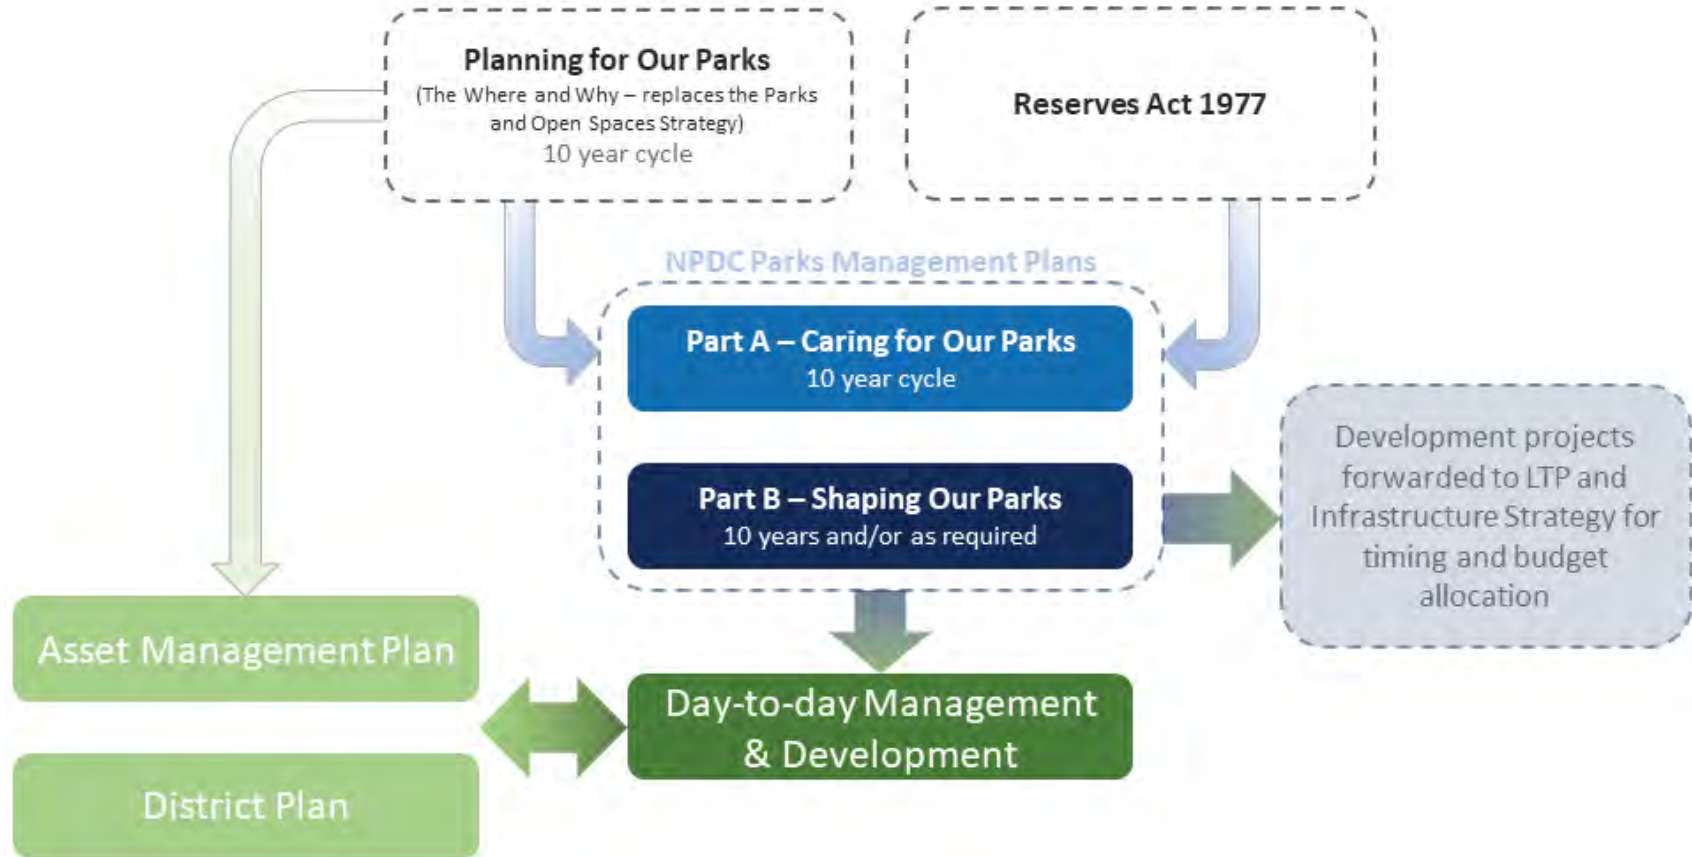 Planning for Our Parks
(The Where and Why – replaces the Parks
and Open Spaces Strategy)
10 year cycle
Reserves Act 1977
NPDC Parks Management Plans
Part A – Caring for Our Parks
10 year cycle
Part B – Shaping Our Parks
10 years and/or as required
Development projects
forwarded to LTP and
Infrastructure Strategy for
timing and budget
allocation
Asset Management Plan
Day-to-day Management
& Development
District Plan